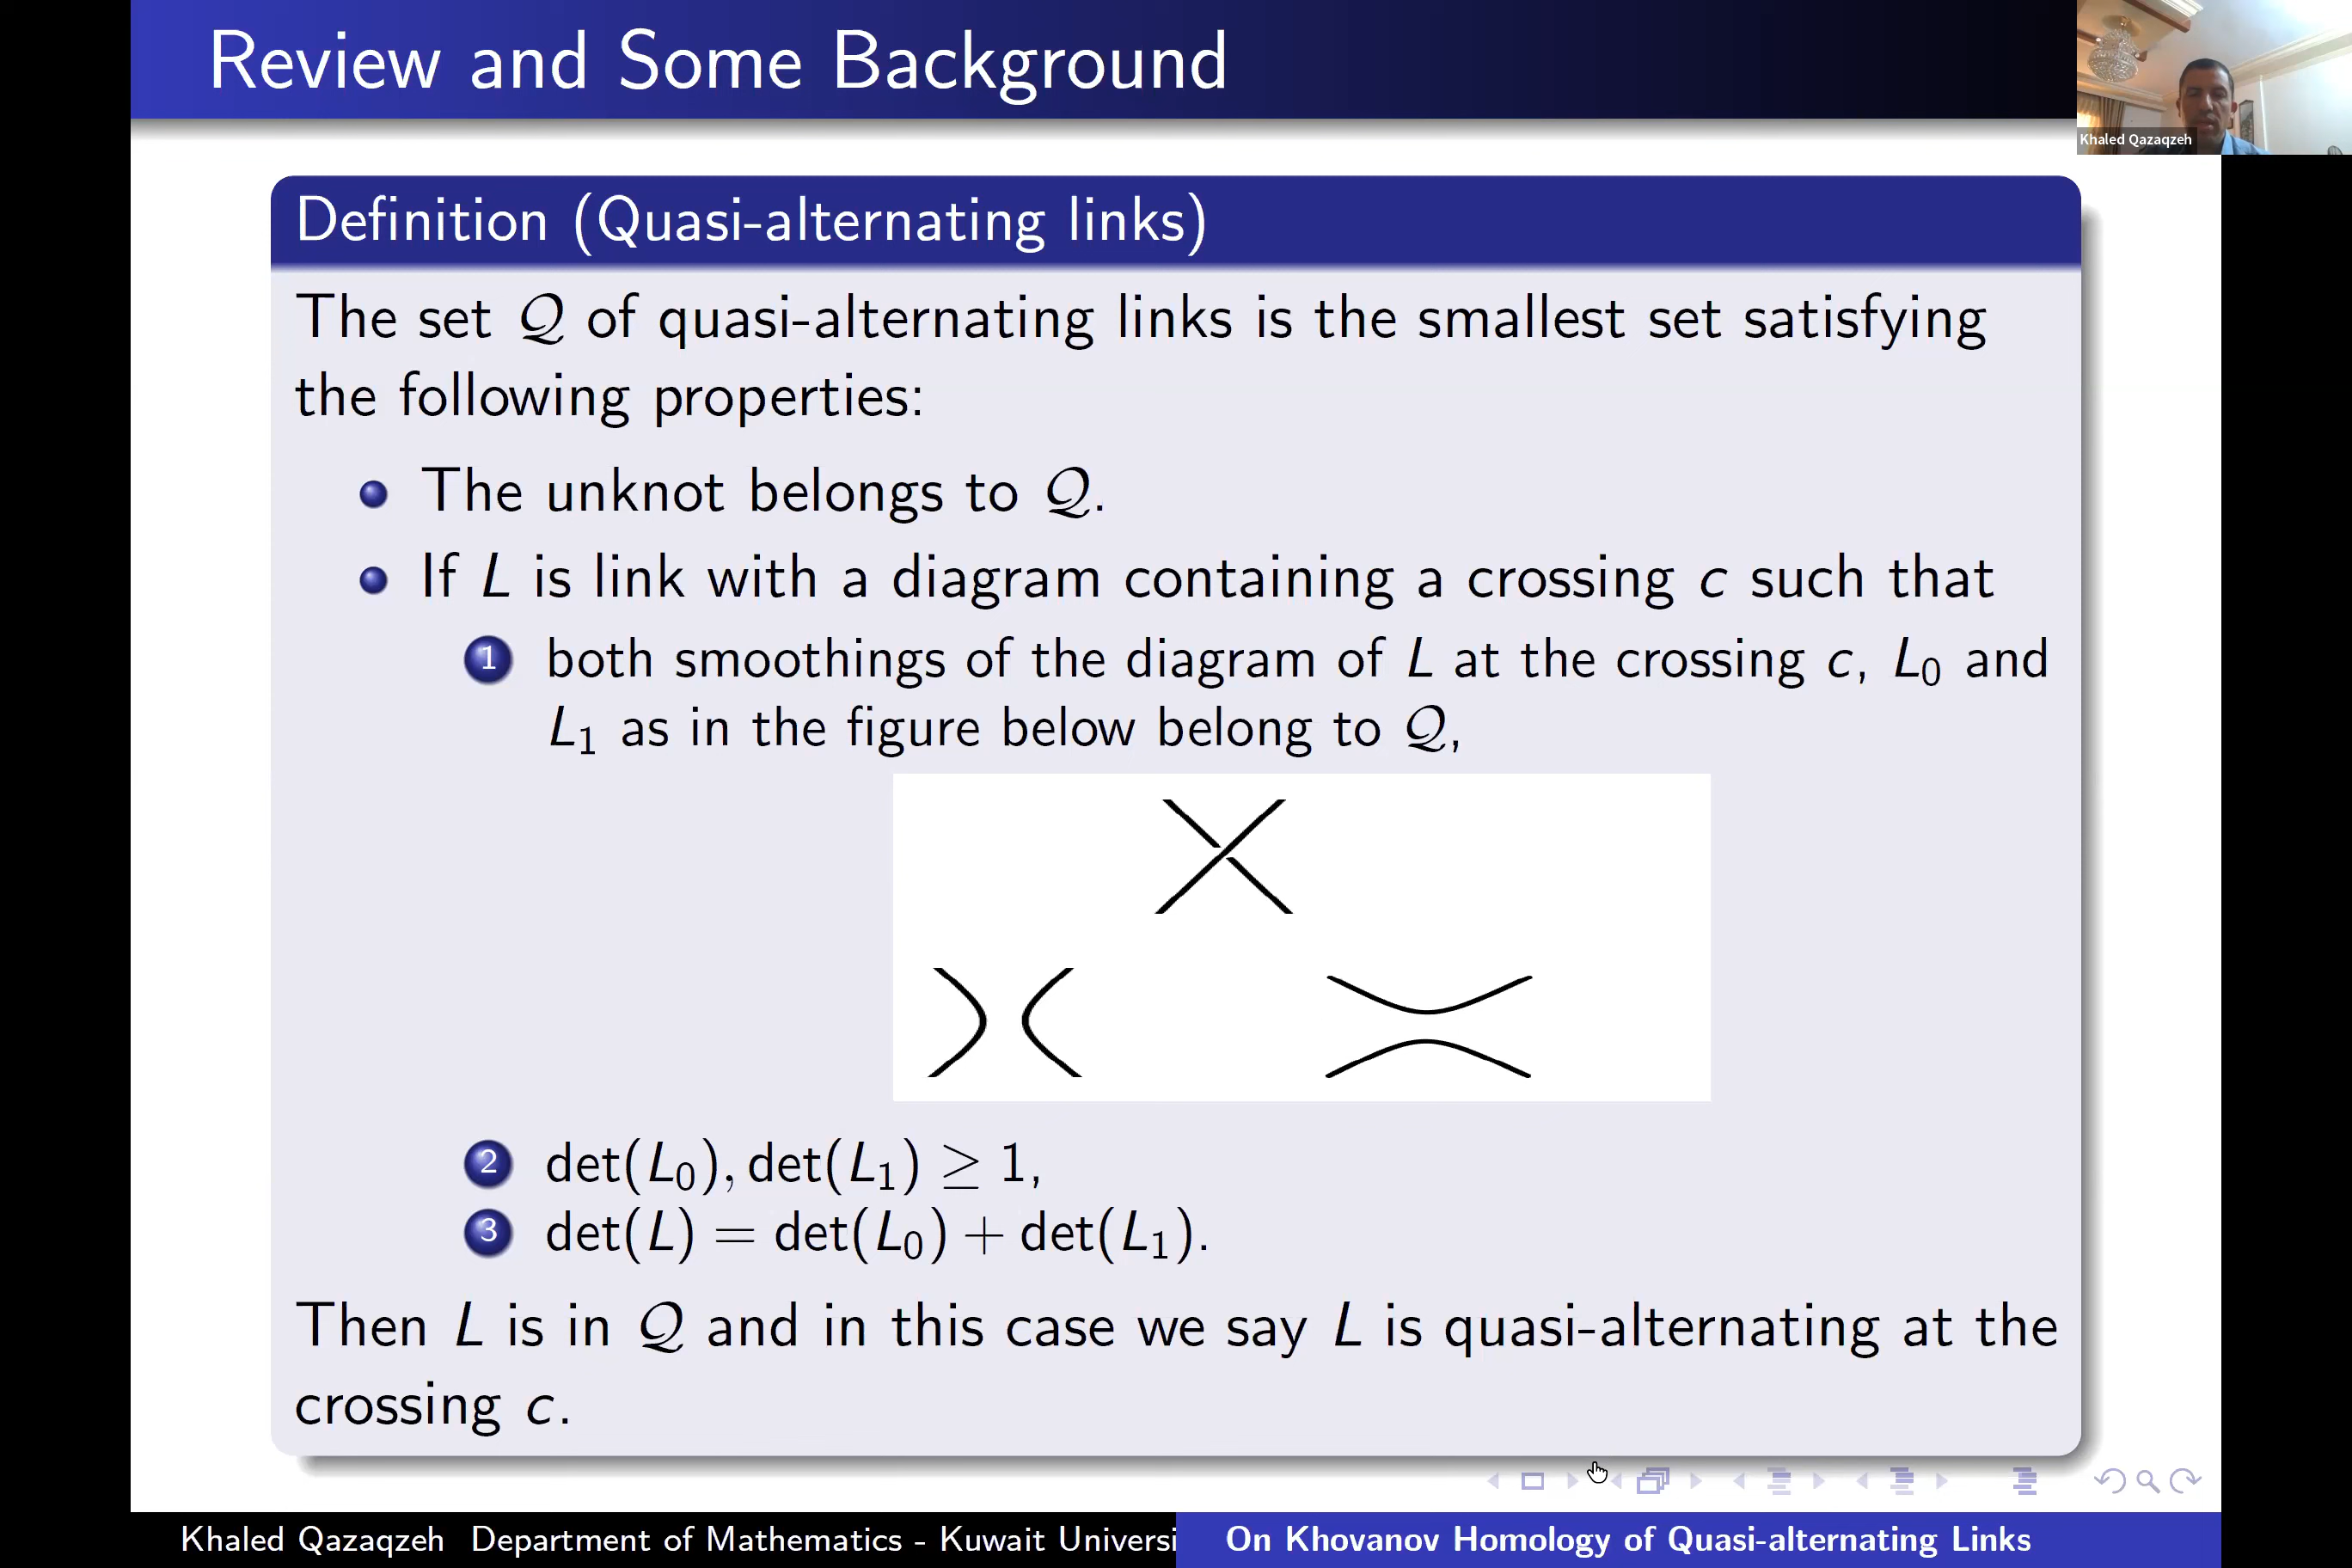 Review and Some Background
Khaled Qazaqzeh
Definition (Quasi-alternating links)
The set 𝒬 of quasi-alternating links is the smallest set satisfying
the following properties:
The unknot belongs to 𝒬.
If L is link with a diagram containing a crossing c such that
1 both smoothings of the diagram of L at the crossing c, L₀ and
L₁ as in the figure below belong to 𝒬,
2 det(L₀), det(L₁) ≥ 1,
3 det(L) = det(L₀) + det(L₁).
Then L is in 𝒬 and in this case we say L is quasi-alternating at the
crossing c.
Khaled Qazaqzeh Department of Mathematics - Kuwait Universi
On Khovanov Homology of Quasi-alternating Links